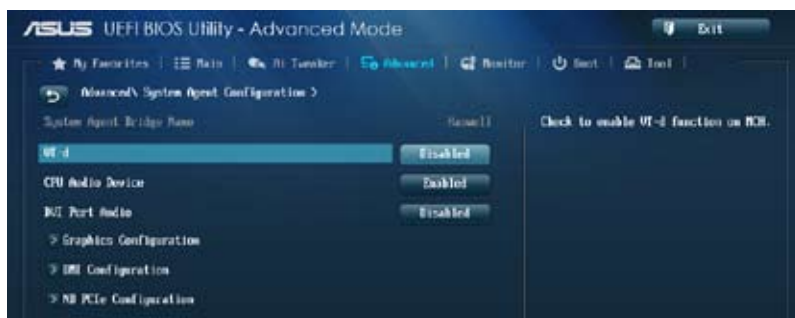 ASUS UEFI BIOS Utility - Advanced Mode
Exit
My Favorites | Main | Ai Tweaker | Advanced | Monitor | Boot | Tool
Advanced\ System Agent Configuration >
System Agent Bridge Name Haswell
VT-d Disabled
Check to enable VT-d function on MCH.
CPU Audio Device Enabled
DVI Port Audio Disabled
> Graphics Configuration
> DMI Configuration
> NB PCIe Configuration